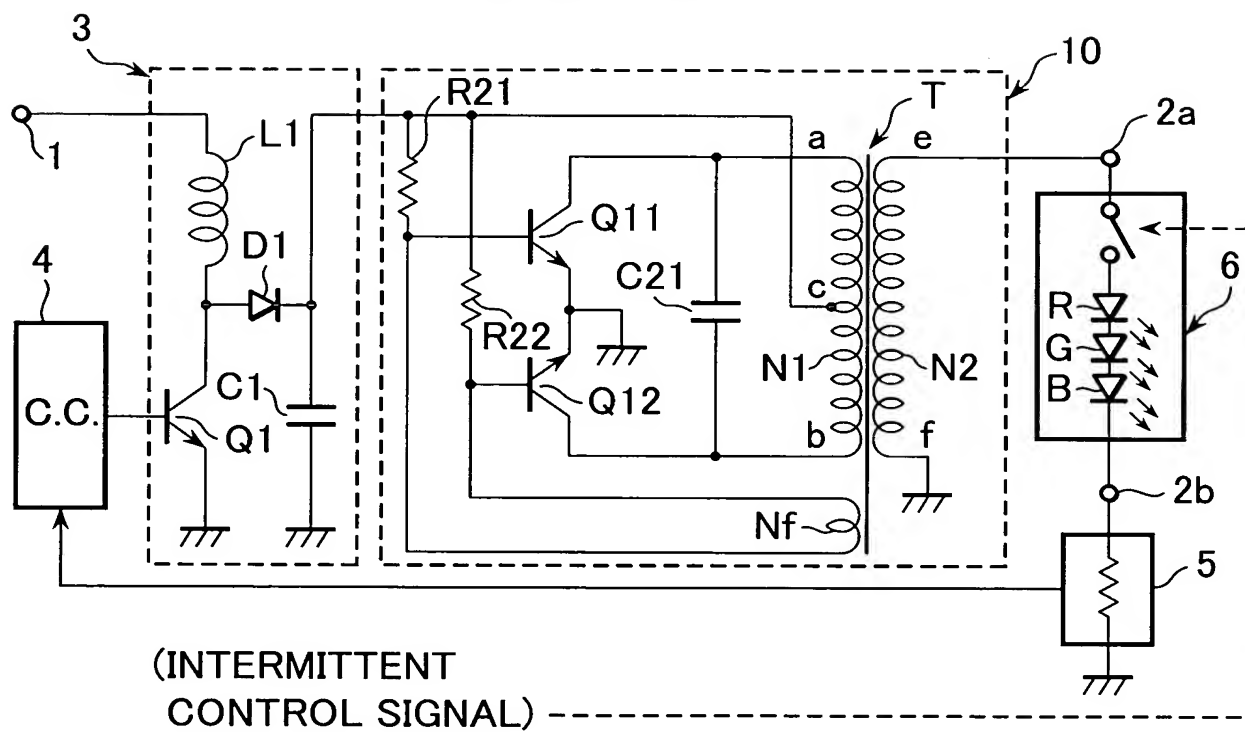 3
10
R21
T
2a
1
L1
a
e
Q11
D1
4
C21
c
6
R
R22
G
N1
N2
C1
B
C.C.
Q12
Q1
b
f
2b
Nf
5
(INTERMITTENT
CONTROL SIGNAL)